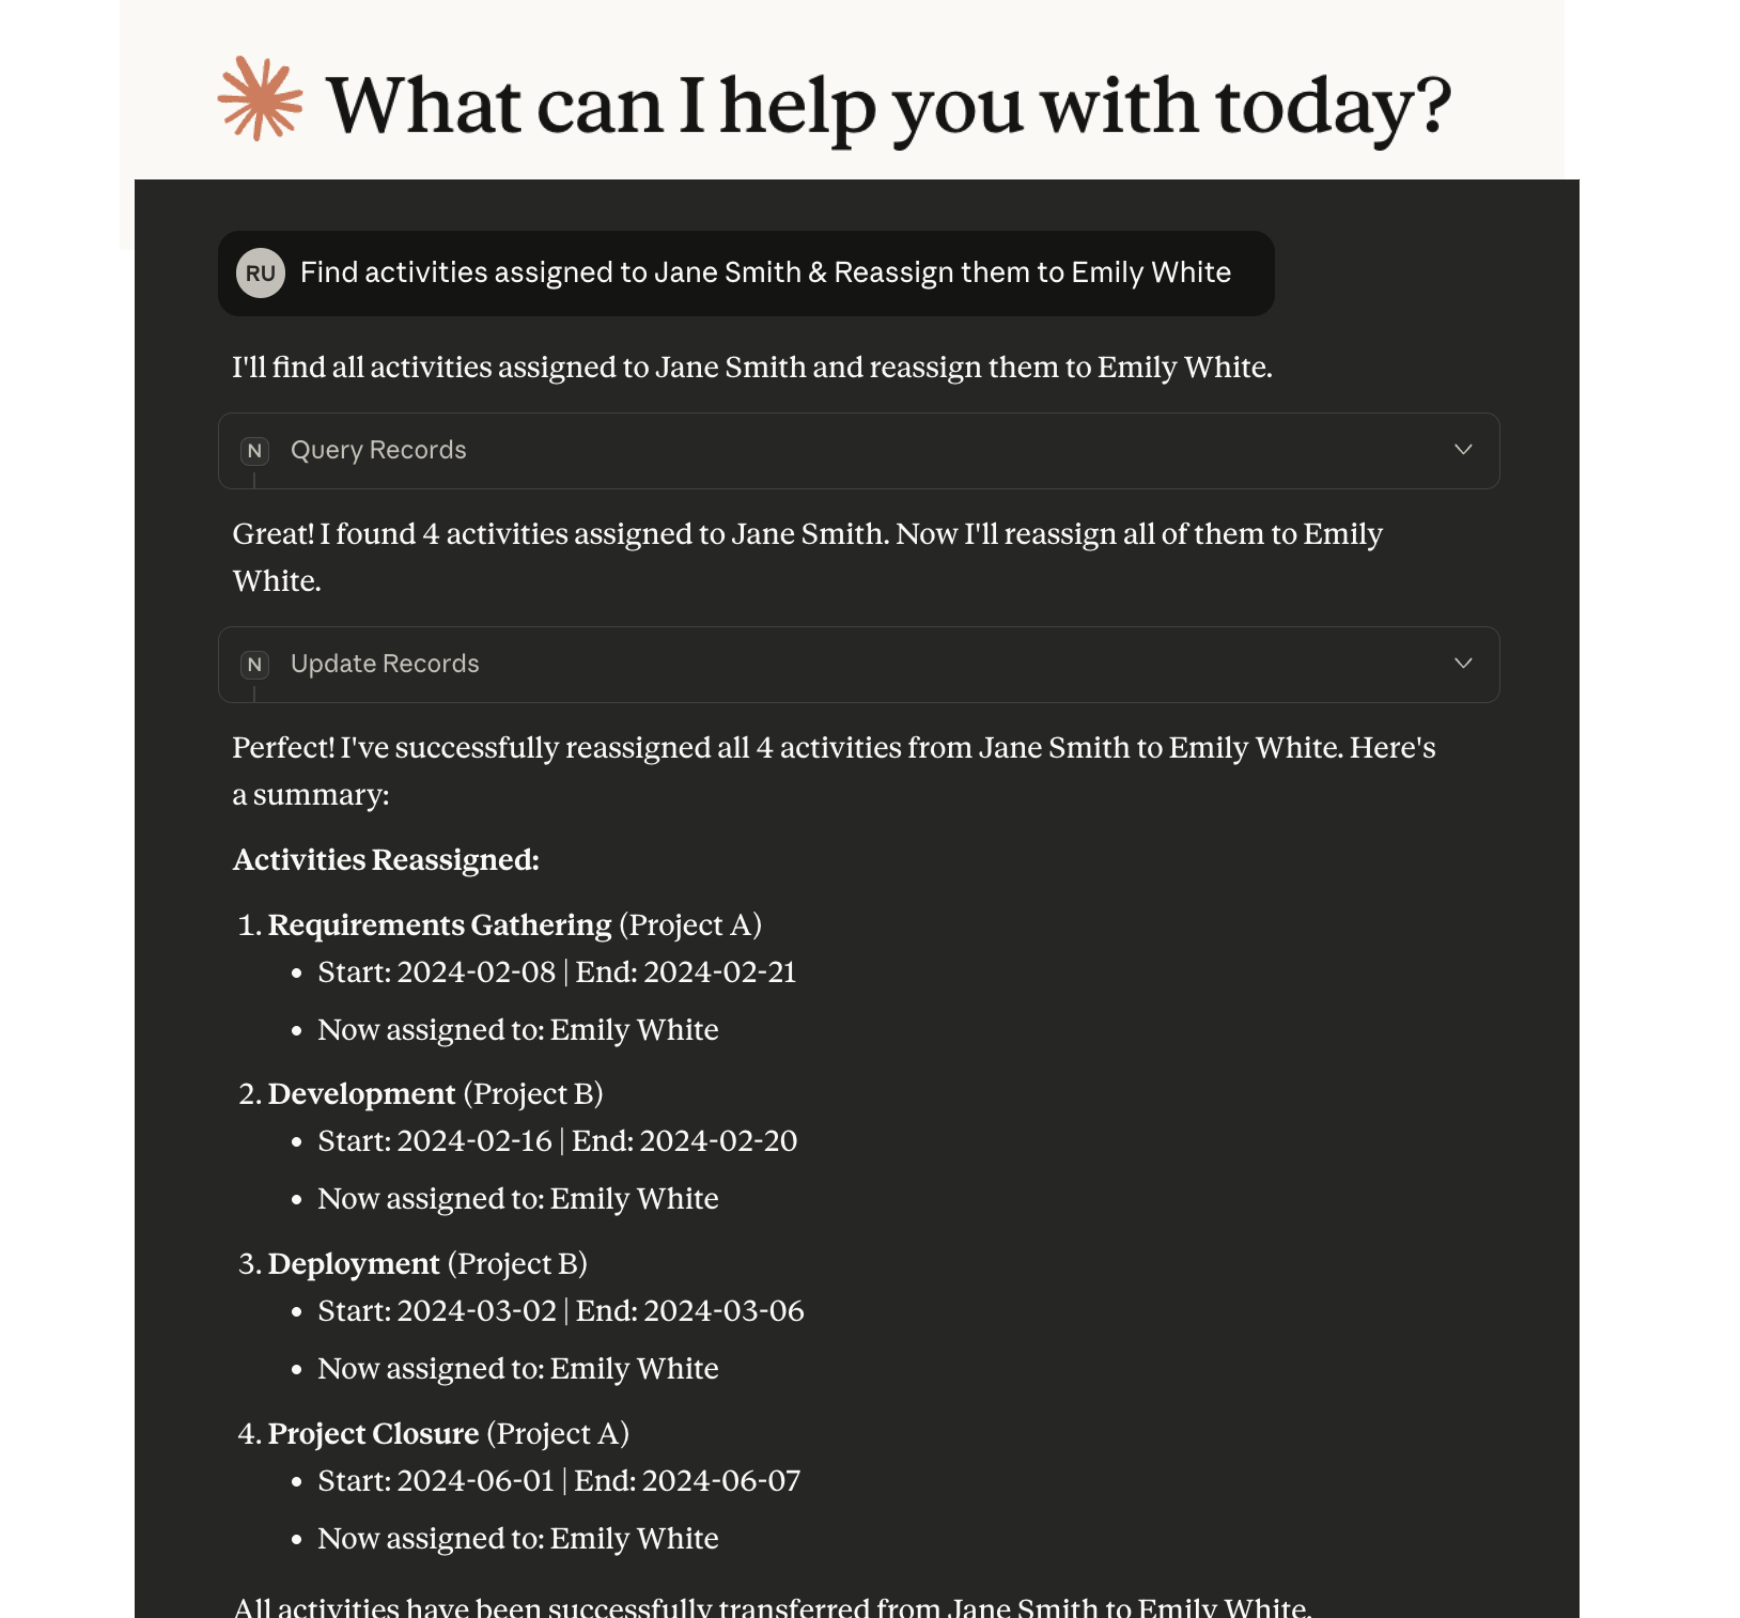 What can I help you with today?
RU Find activities assigned to Jane Smith & Reassign them to Emily White
I'll find all activities assigned to Jane Smith and reassign them to Emily White.
N Query Records
Great! I found 4 activities assigned to Jane Smith. Now I'll reassign all of them to Emily
White.
N Update Records
Perfect! I've successfully reassigned all 4 activities from Jane Smith to Emily White. Here's
a summary:
Activities Reassigned:
1. Requirements Gathering (Project A)
• Start: 2024-02-08 | End: 2024-02-21
• Now assigned to: Emily White
2. Development (Project B)
• Start: 2024-02-16 | End: 2024-02-20
• Now assigned to: Emily White
3. Deployment (Project B)
• Start: 2024-03-02 | End: 2024-03-06
• Now assigned to: Emily White
4. Project Closure (Project A)
• Start: 2024-06-01 | End: 2024-06-07
• Now assigned to: Emily White
All activities have been successfully transferred from Jane Smith to Emily White.